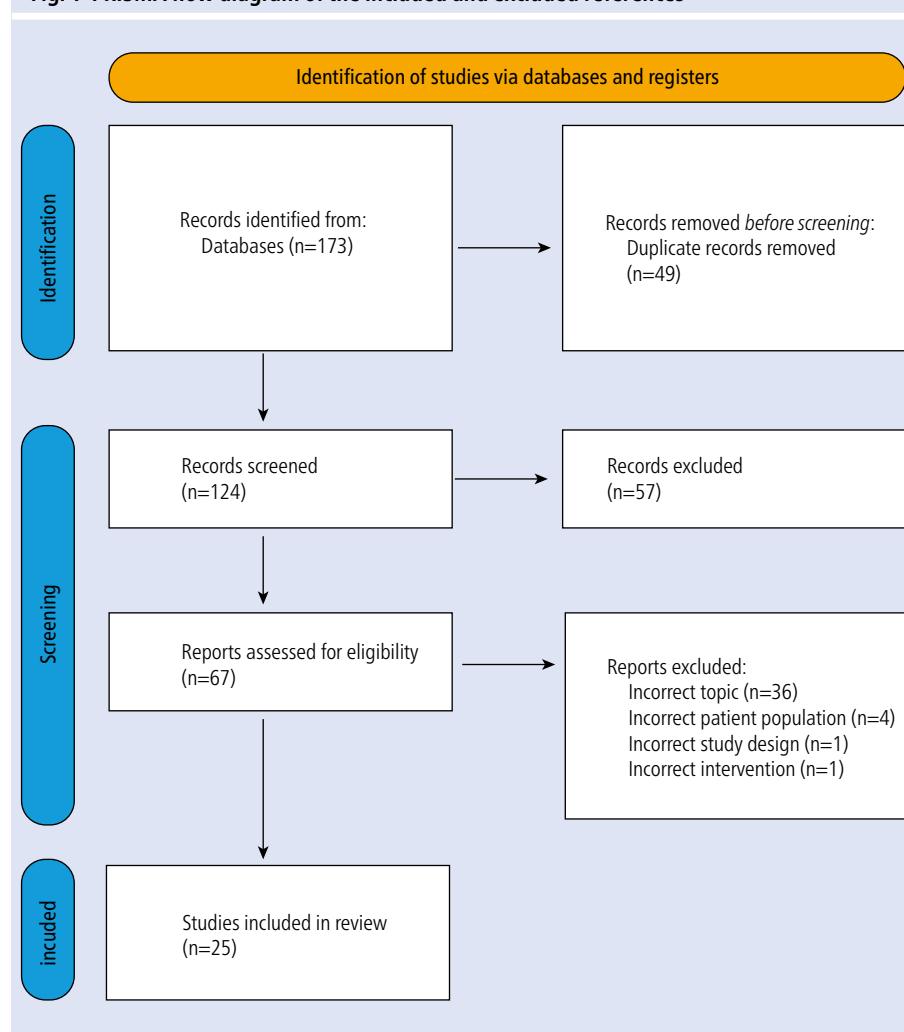 Identification of studies via databases and registers
Identification
Records identified from:
Databases (n=173)
Records removed before screening:
Duplicate records removed
(n=49)
Screening
Records screened
(n=124)
Records excluded
(n=57)
Reports assessed for eligibility
(n=67)
Reports excluded:
Incorrect topic (n=36)
Incorrect patient population (n=4)
Incorrect study design (n=1)
Incorrect intervention (n=1)
incuded
Studies included in review
(n=25)